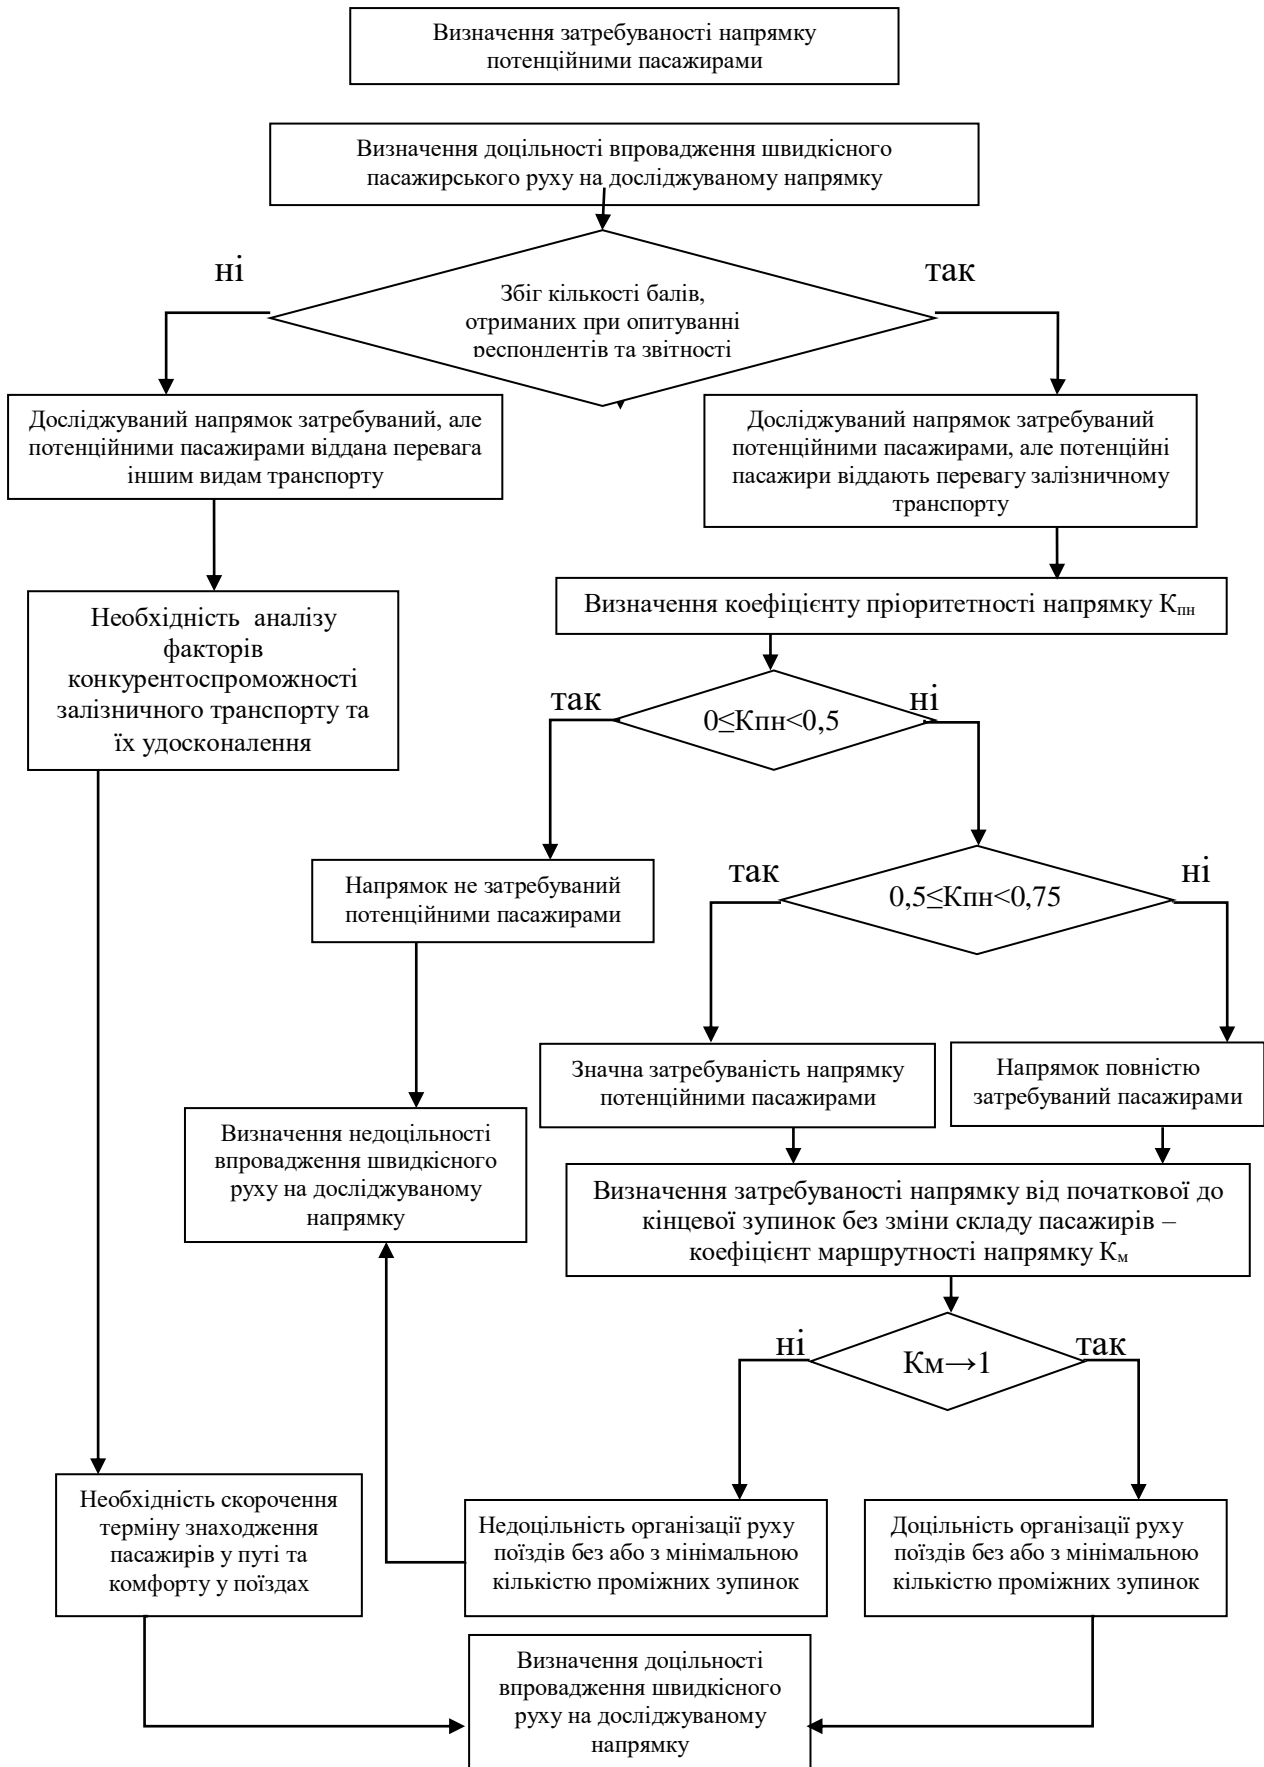 Визначення затребуваності напрямку
потенційними пасажирами
Визначення доцільності впровадження швидкісного
пасажирського руху на досліджуваному напрямку
ні
так
Збіг кількості балів,
отриманих при опитуванні
респондентів та звітності
Досліджуваний напрямок затребуваний, але
потенційними пасажирами віддана перевага
іншим видам транспорту
Досліджуваний напрямок затребуваний
потенційними пасажирами, але потенційні
пасажири віддають перевагу залізничному
транспорту
Необхідність аналізу
факторів
конкурентоспроможності
залізничного транспорту та
їх удосконалення
Визначення коефіцієнту пріоритетності напрямку Кпн
так
ні
0≤Кпн<0,5
Напрямок не затребуваний
потенційними пасажирами
так
ні
0,5≤Кпн<0,75
Значна затребуваність напрямку
потенційними пасажирами
Напрямок повністю
затребуваний пасажирами
Визначення недоцільності
впровадження швидкісного
руху на досліджуваному
напрямку
Визначення затребуваності напрямку від початкової до
кінцевої зупинок без зміни складу пасажирів –
коефіцієнт маршрутності напрямку Км
ні
так
Км→1
Необхідність скорочення
терміну знаходження
пасажирів у путі та
комфорту у поїздах
Недоцільність організації руху
поїздів без або з мінімальною
кількістю проміжних зупинок
Доцільність організації руху
поїздів без або з мінімальною
кількістю проміжних зупинок
Визначення доцільності
впровадження швидкісного
руху на досліджуваному
напрямку